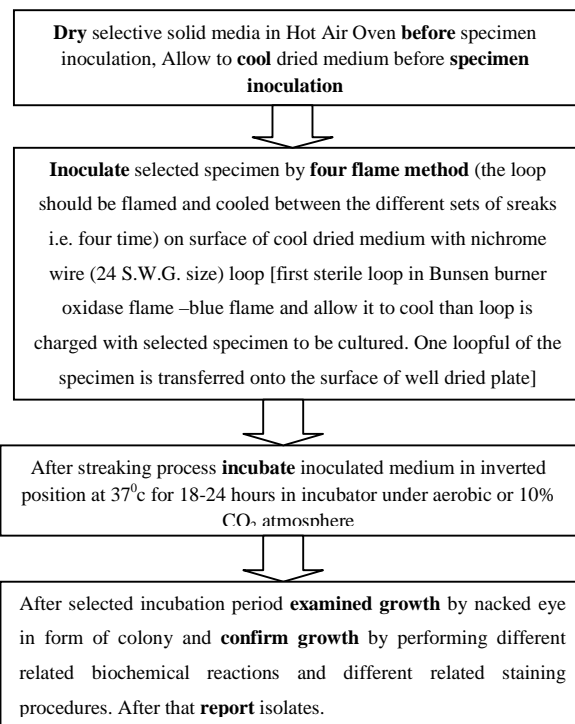 Dry selective solid media in Hot Air Oven before specimen
inoculation, Allow to cool dried medium before specimen
inoculation
Inoculate selected specimen by four flame method (the loop
should be flamed and cooled between the different sets of sreaks
i.e. four time) on surface of cool dried medium with nichrome
wire (24 S.W.G. size) loop [first sterile loop in Bunsen burner
oxidase flame –blue flame and allow it to cool than loop is
charged with selected specimen to be cultured. One loopful of the
specimen is transferred onto the surface of well dried plate]
After streaking process incubate inoculated medium in inverted
position at 37⁰c for 18-24 hours in incubator under aerobic or 10%
CO₂ atmosphere
After selected incubation period examined growth by nacked eye
in form of colony and confirm growth by performing different
related biochemical reactions and different related staining
procedures. After that report isolates.